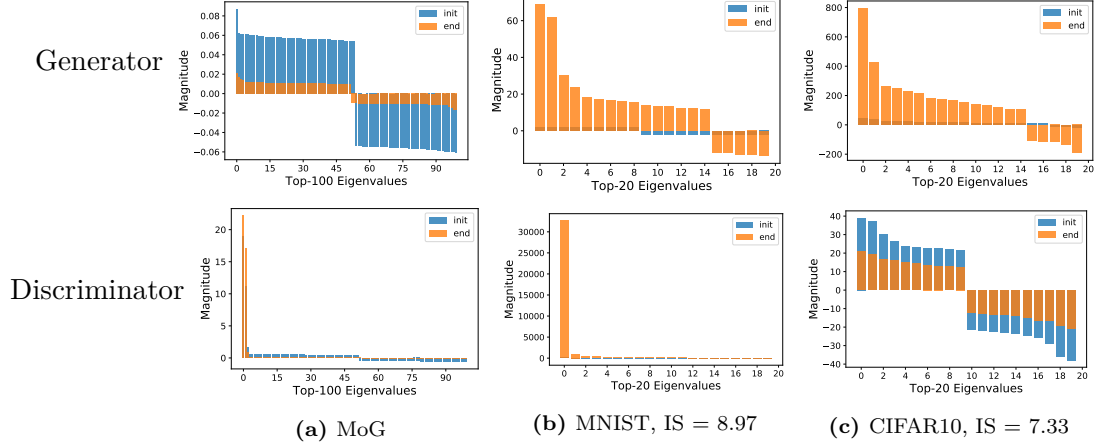 Generator
Magnitude
0.08
0.06
0.04
0.02
0.00
−0.02
−0.04
−0.06
init
end
0 15 30 45 60 75 90
Top-100 Eigenvalues
Magnitude
60
40
20
0
init
end
0 2 4 6 8 10 12 14 16 18 20
Top-20 Eigenvalues
Magnitude
800
600
400
200
0
−200
init
end
0 2 4 6 8 10 12 14 16 18 20
Top-20 Eigenvalues
Discriminator
Magnitude
20
15
10
5
0
init
end
0 15 30 45 60 75 90
Top-100 Eigenvalues
Magnitude
30000
25000
20000
15000
10000
5000
0
init
end
0 2 4 6 8 10 12 14 16 18 20
Top-20 Eigenvalues
Magnitude
40
30
20
10
0
−10
−20
−30
−40
init
end
0 2 4 6 8 10 12 14 16 18 20
Top-20 Eigenvalues
(a) MoG
(b) MNIST, IS = 8.97
(c) CIFAR10, IS = 7.33